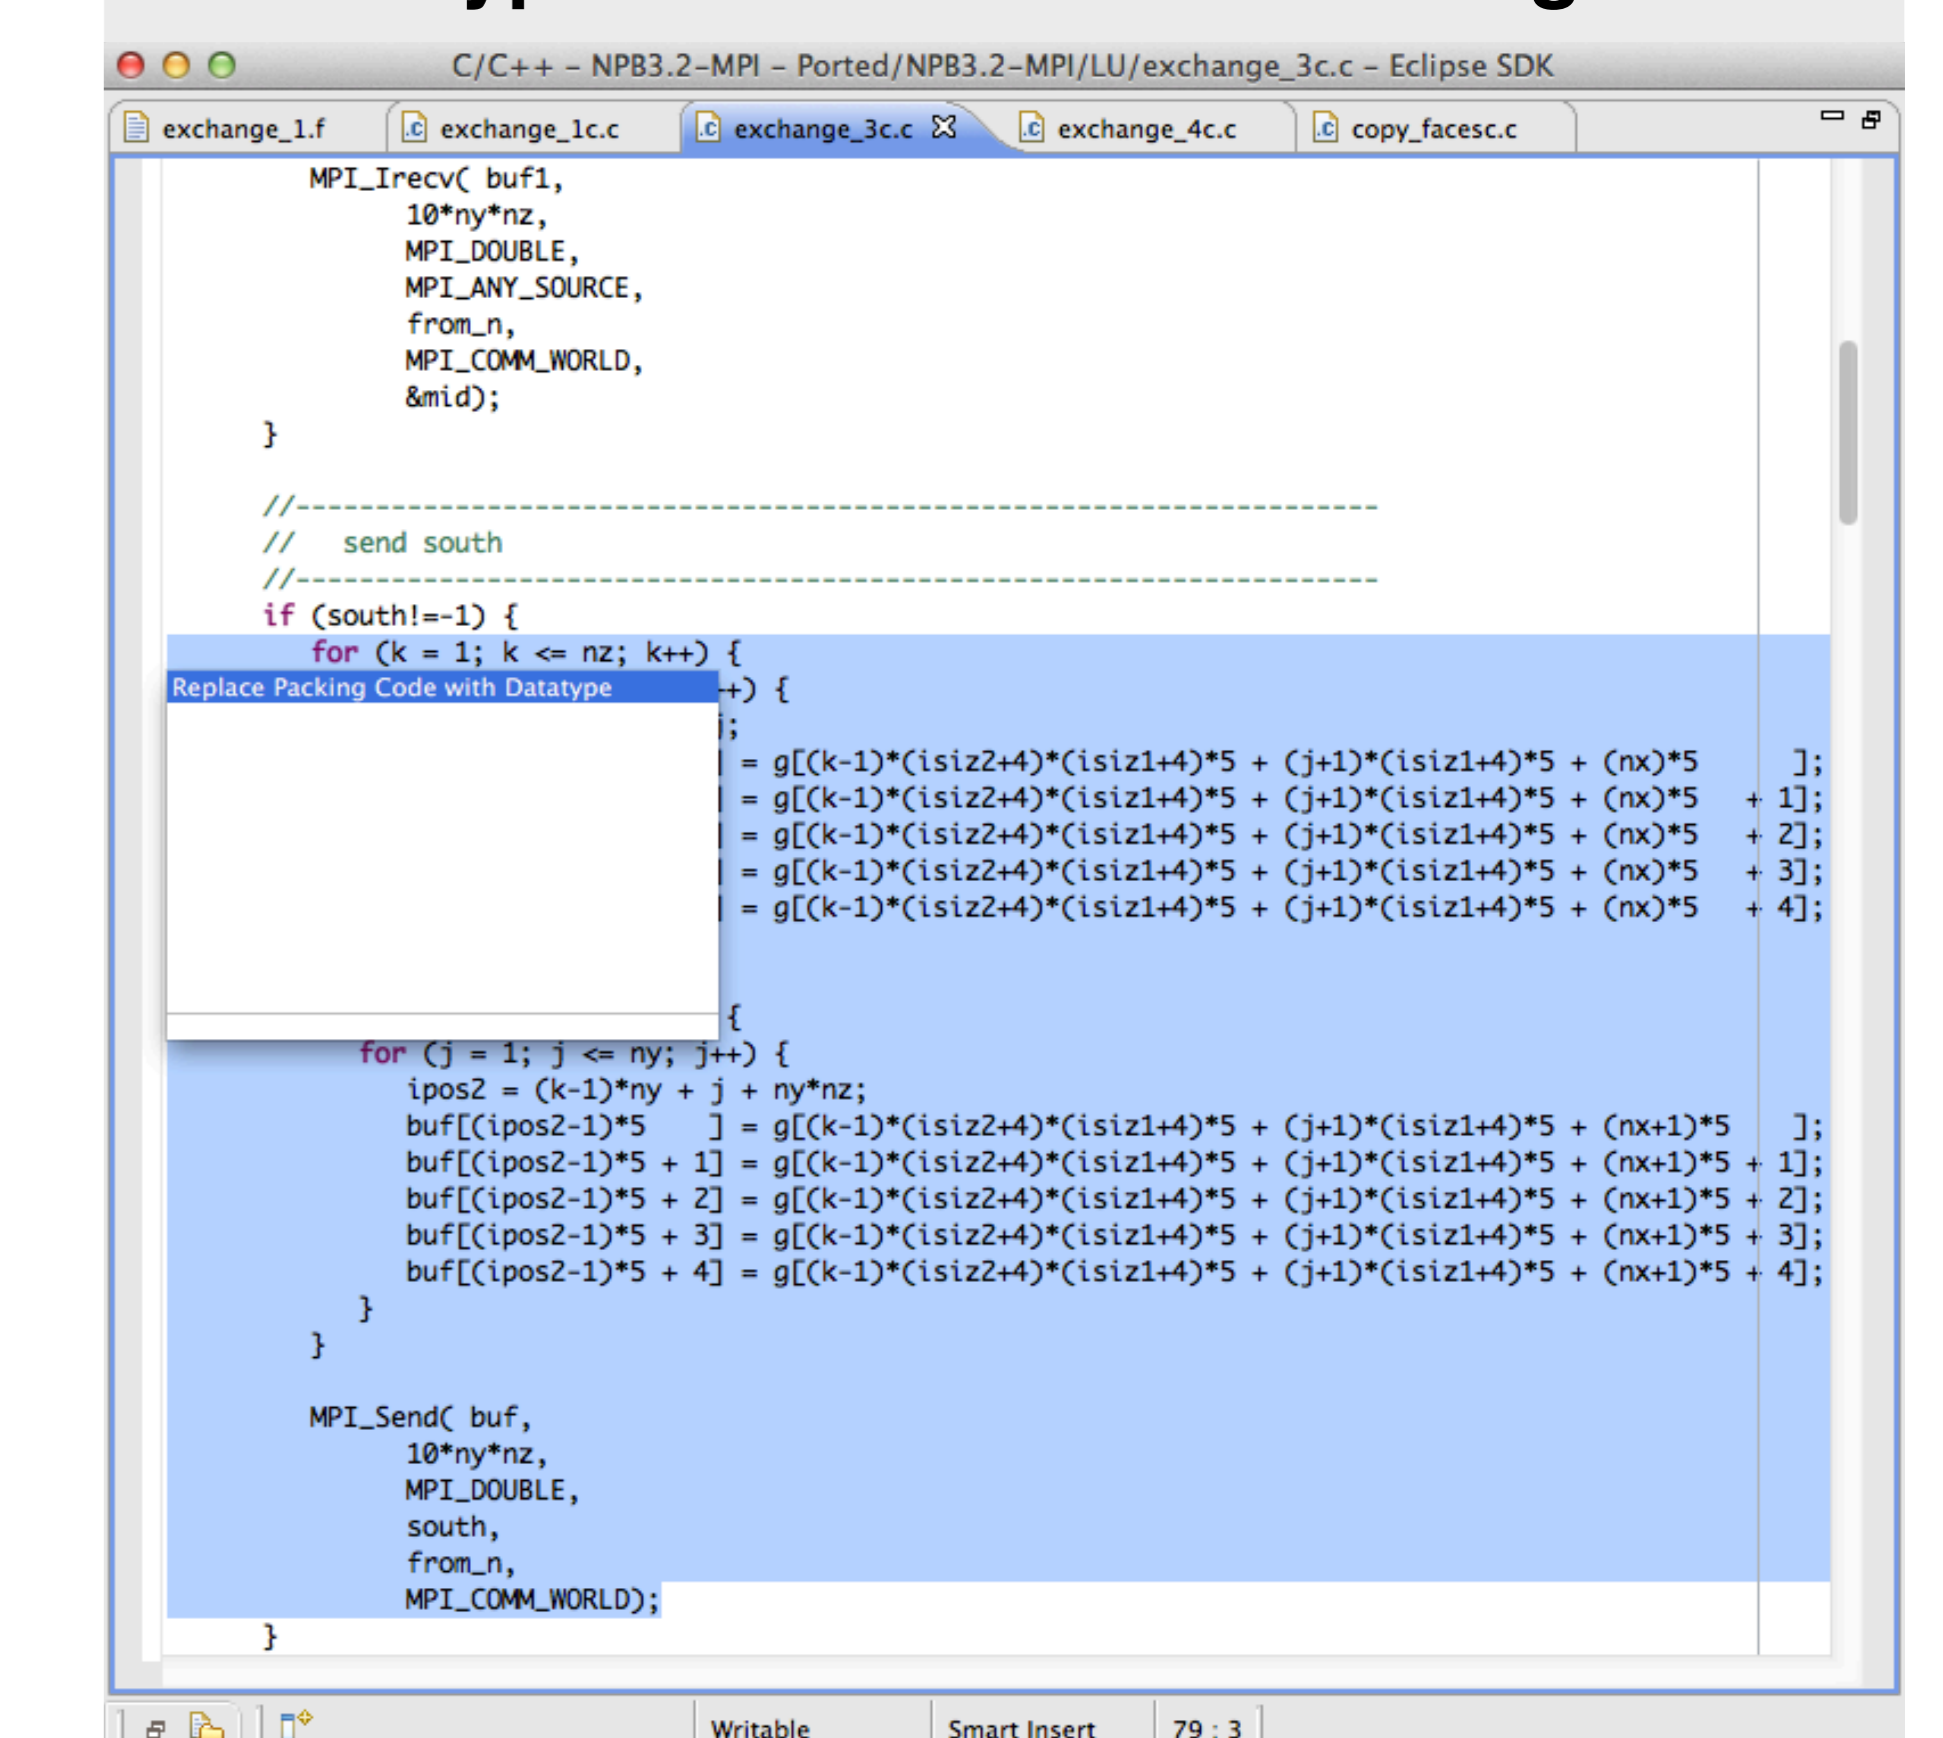 C/C++ – NPB3.2–MPI – Ported/NPB3.2–MPI/LU/exchange_3c.c – Eclipse SDK
exchange_1.f exchange_1c.c exchange_3c.c exchange_4c.c copy_facesc.c
MPI_Irecv( buf1,
10*ny*nz,
MPI_DOUBLE,
MPI_ANY_SOURCE,
from_n,
MPI_COMM_WORLD,
&mid);
}
//--------------------------------------------------------------------
// send south
//--------------------------------------------------------------------
if (south!=-1) {
for (k = 1; k <= nz; k++) {
Replace Packing Code with Datatype ++) {
j;
] = g[(k-1)*(isiz2+4)*(isiz1+4)*5 + (j+1)*(isiz1+4)*5 + (nx)*5 ];
] = g[(k-1)*(isiz2+4)*(isiz1+4)*5 + (j+1)*(isiz1+4)*5 + (nx)*5 + 1];
] = g[(k-1)*(isiz2+4)*(isiz1+4)*5 + (j+1)*(isiz1+4)*5 + (nx)*5 + 2];
] = g[(k-1)*(isiz2+4)*(isiz1+4)*5 + (j+1)*(isiz1+4)*5 + (nx)*5 + 3];
] = g[(k-1)*(isiz2+4)*(isiz1+4)*5 + (j+1)*(isiz1+4)*5 + (nx)*5 + 4];
{
for (j = 1; j <= ny; j++) {
ipos2 = (k-1)*ny + j + ny*nz;
buf[(ipos2-1)*5 ] = g[(k-1)*(isiz2+4)*(isiz1+4)*5 + (j+1)*(isiz1+4)*5 + (nx+1)*5 ];
buf[(ipos2-1)*5 + 1] = g[(k-1)*(isiz2+4)*(isiz1+4)*5 + (j+1)*(isiz1+4)*5 + (nx+1)*5 + 1];
buf[(ipos2-1)*5 + 2] = g[(k-1)*(isiz2+4)*(isiz1+4)*5 + (j+1)*(isiz1+4)*5 + (nx+1)*5 + 2];
buf[(ipos2-1)*5 + 3] = g[(k-1)*(isiz2+4)*(isiz1+4)*5 + (j+1)*(isiz1+4)*5 + (nx+1)*5 + 3];
buf[(ipos2-1)*5 + 4] = g[(k-1)*(isiz2+4)*(isiz1+4)*5 + (j+1)*(isiz1+4)*5 + (nx+1)*5 + 4];
}
}
MPI_Send( buf,
10*ny*nz,
MPI_DOUBLE,
south,
from_n,
MPI_COMM_WORLD);
}
Writable Smart Insert 79 : 3